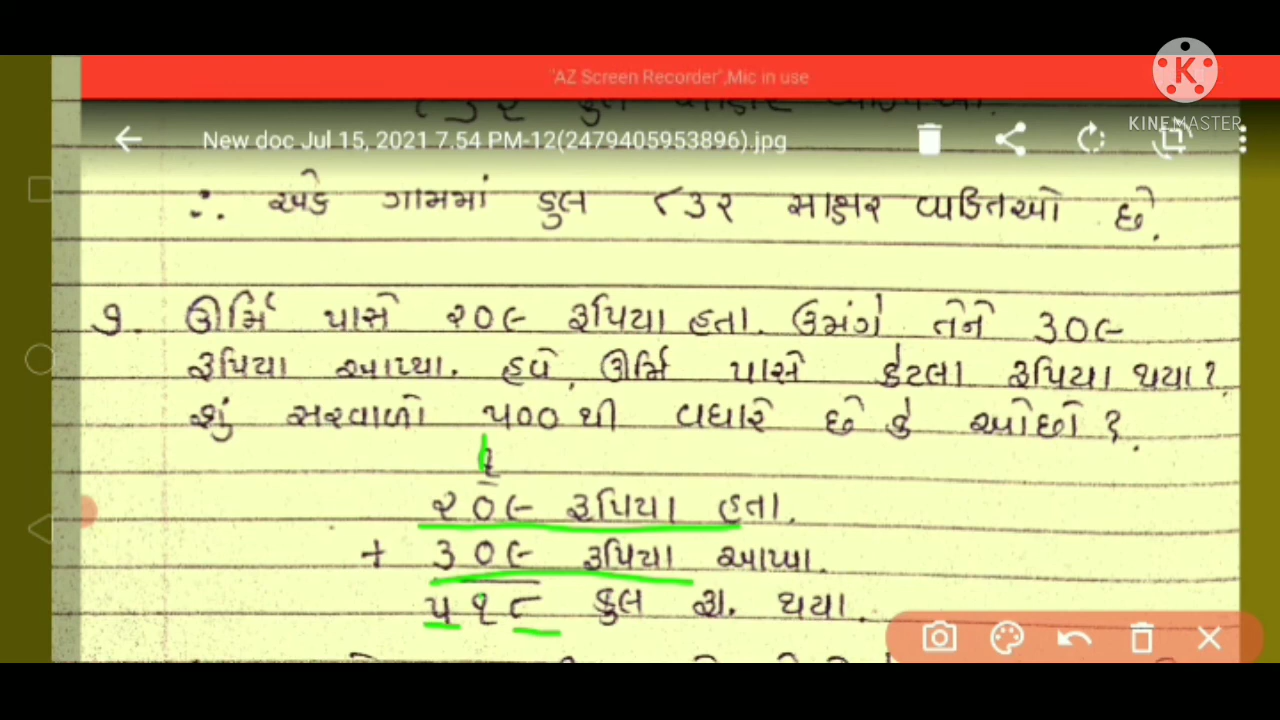 "AZ Screen Recorder",Mic in use
KINEMASTER
New doc Jul 15, 2021 7.54 PM-12(2479405953896).jpg
∴ એક ગામમાં કુલ ૮૩૨ સાક્ષર વ્યકિતઓ છે.
૭. ઊર્મિ પાસે ૨૦૯ રૂપિયા હતા. ઉમંગે તેને ૩૦૯
રૂપિયા આપ્યા. હવે, ઊર્મિ પાસે કેટલા રૂપિયા થયા?
શું સરવાળો ૫૦૦ થી વધારે છે કે ઓછો ?
૧
૨૦૯ રૂપિયા હતા.
+ ૩૦૯ રૂપિયા આપ્યા.
૫૧૮ કુલ રૂા. થયા.